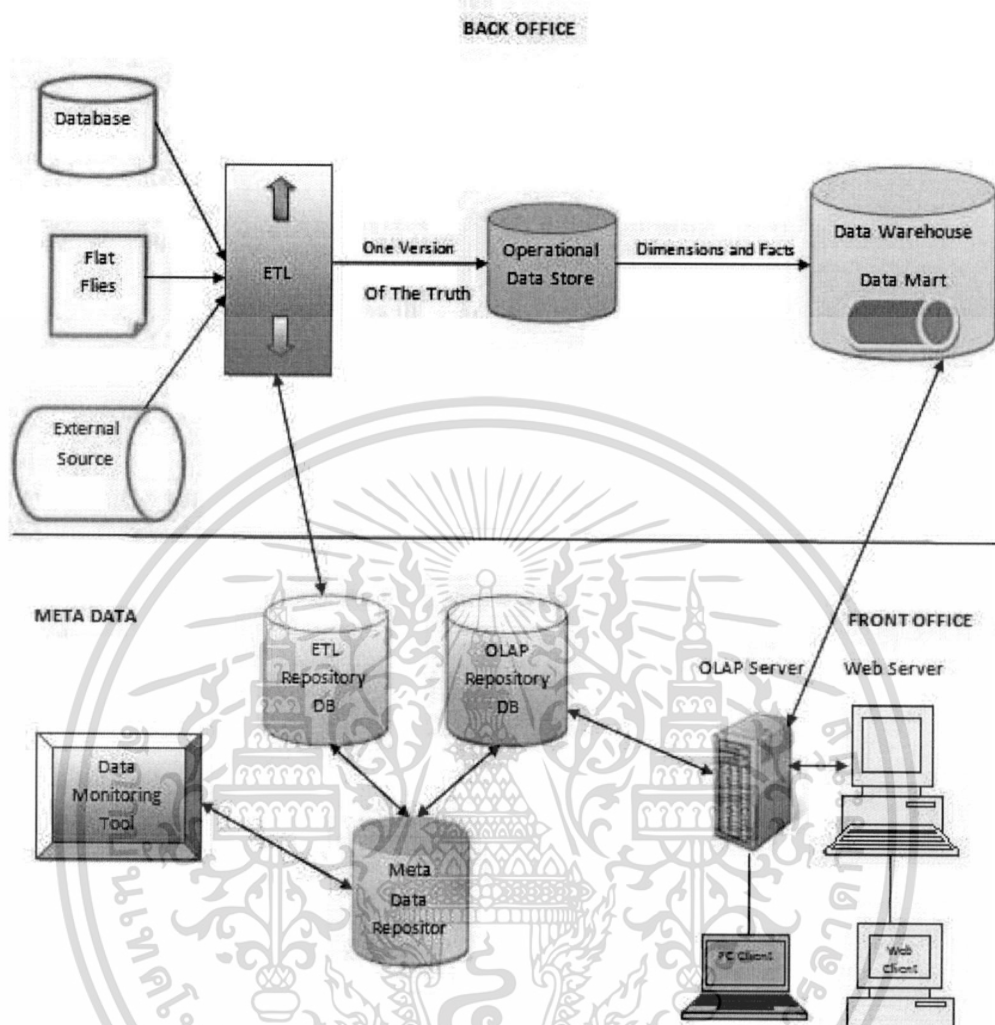 BACK OFFICE
Database
Flat
Flies
External
Source
ETL
One Version
Of The Truth
Operational
Data Store
Dimensions and Facts
Data Warehouse
Data Mart
META DATA
FRONT OFFICE
ETL
Repository
DB
OLAP
Repository
DB
OLAP Server
Web Server
Data
Monitoring
Tool
Meta
Data
Repositor
PC Client
Web
Client